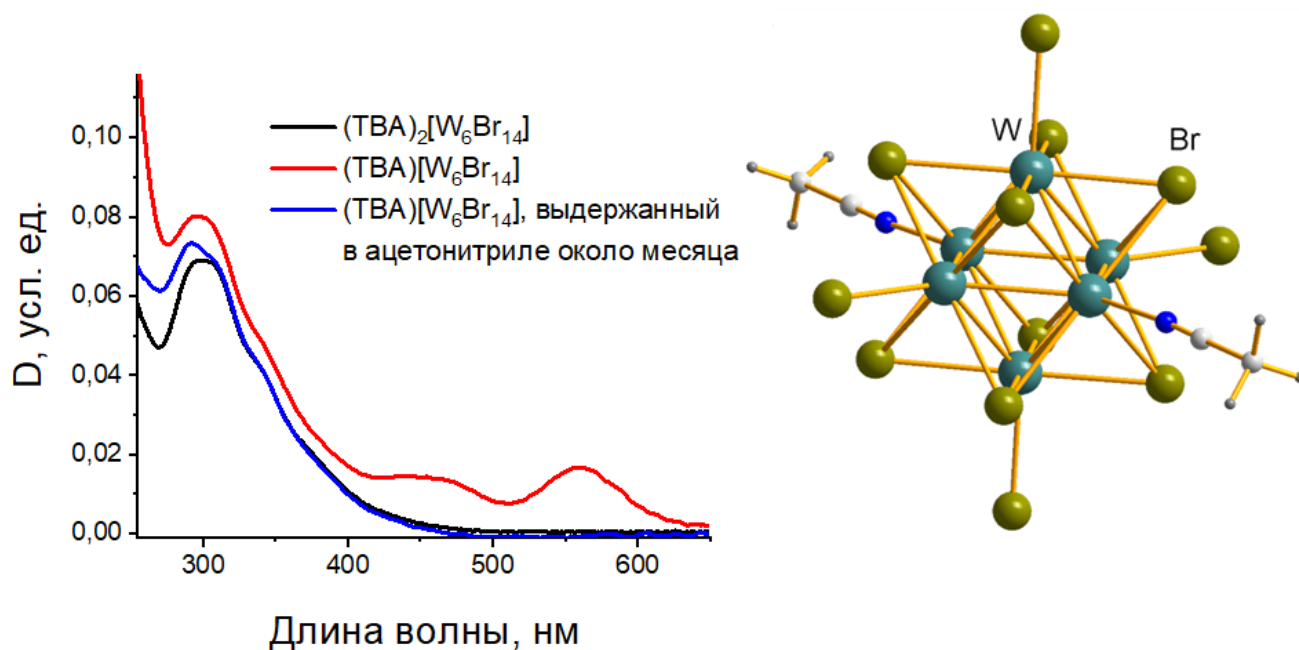 D, усл. ед.
0,10
0,08
0,06
0,04
0,02
0,00
300
400
500
600
Длина волны, нм
(TBA)₂[W₆Br₁₄]
(TBA)[W₆Br₁₄]
(TBA)[W₆Br₁₄], выдержанный
в ацетонитриле около месяца
W
Br